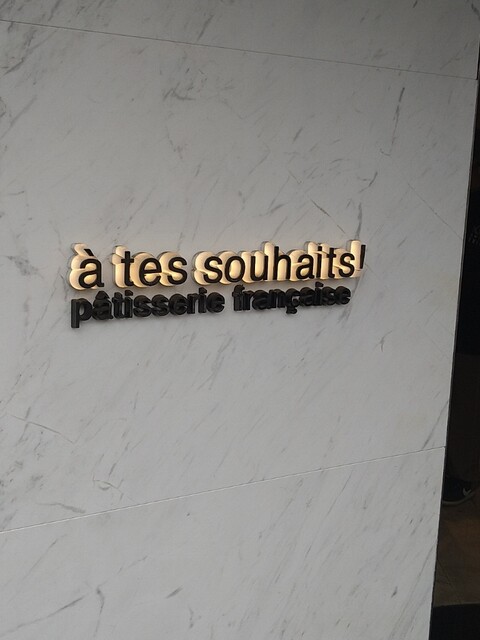 à tes souhaits!
pâtisserie française